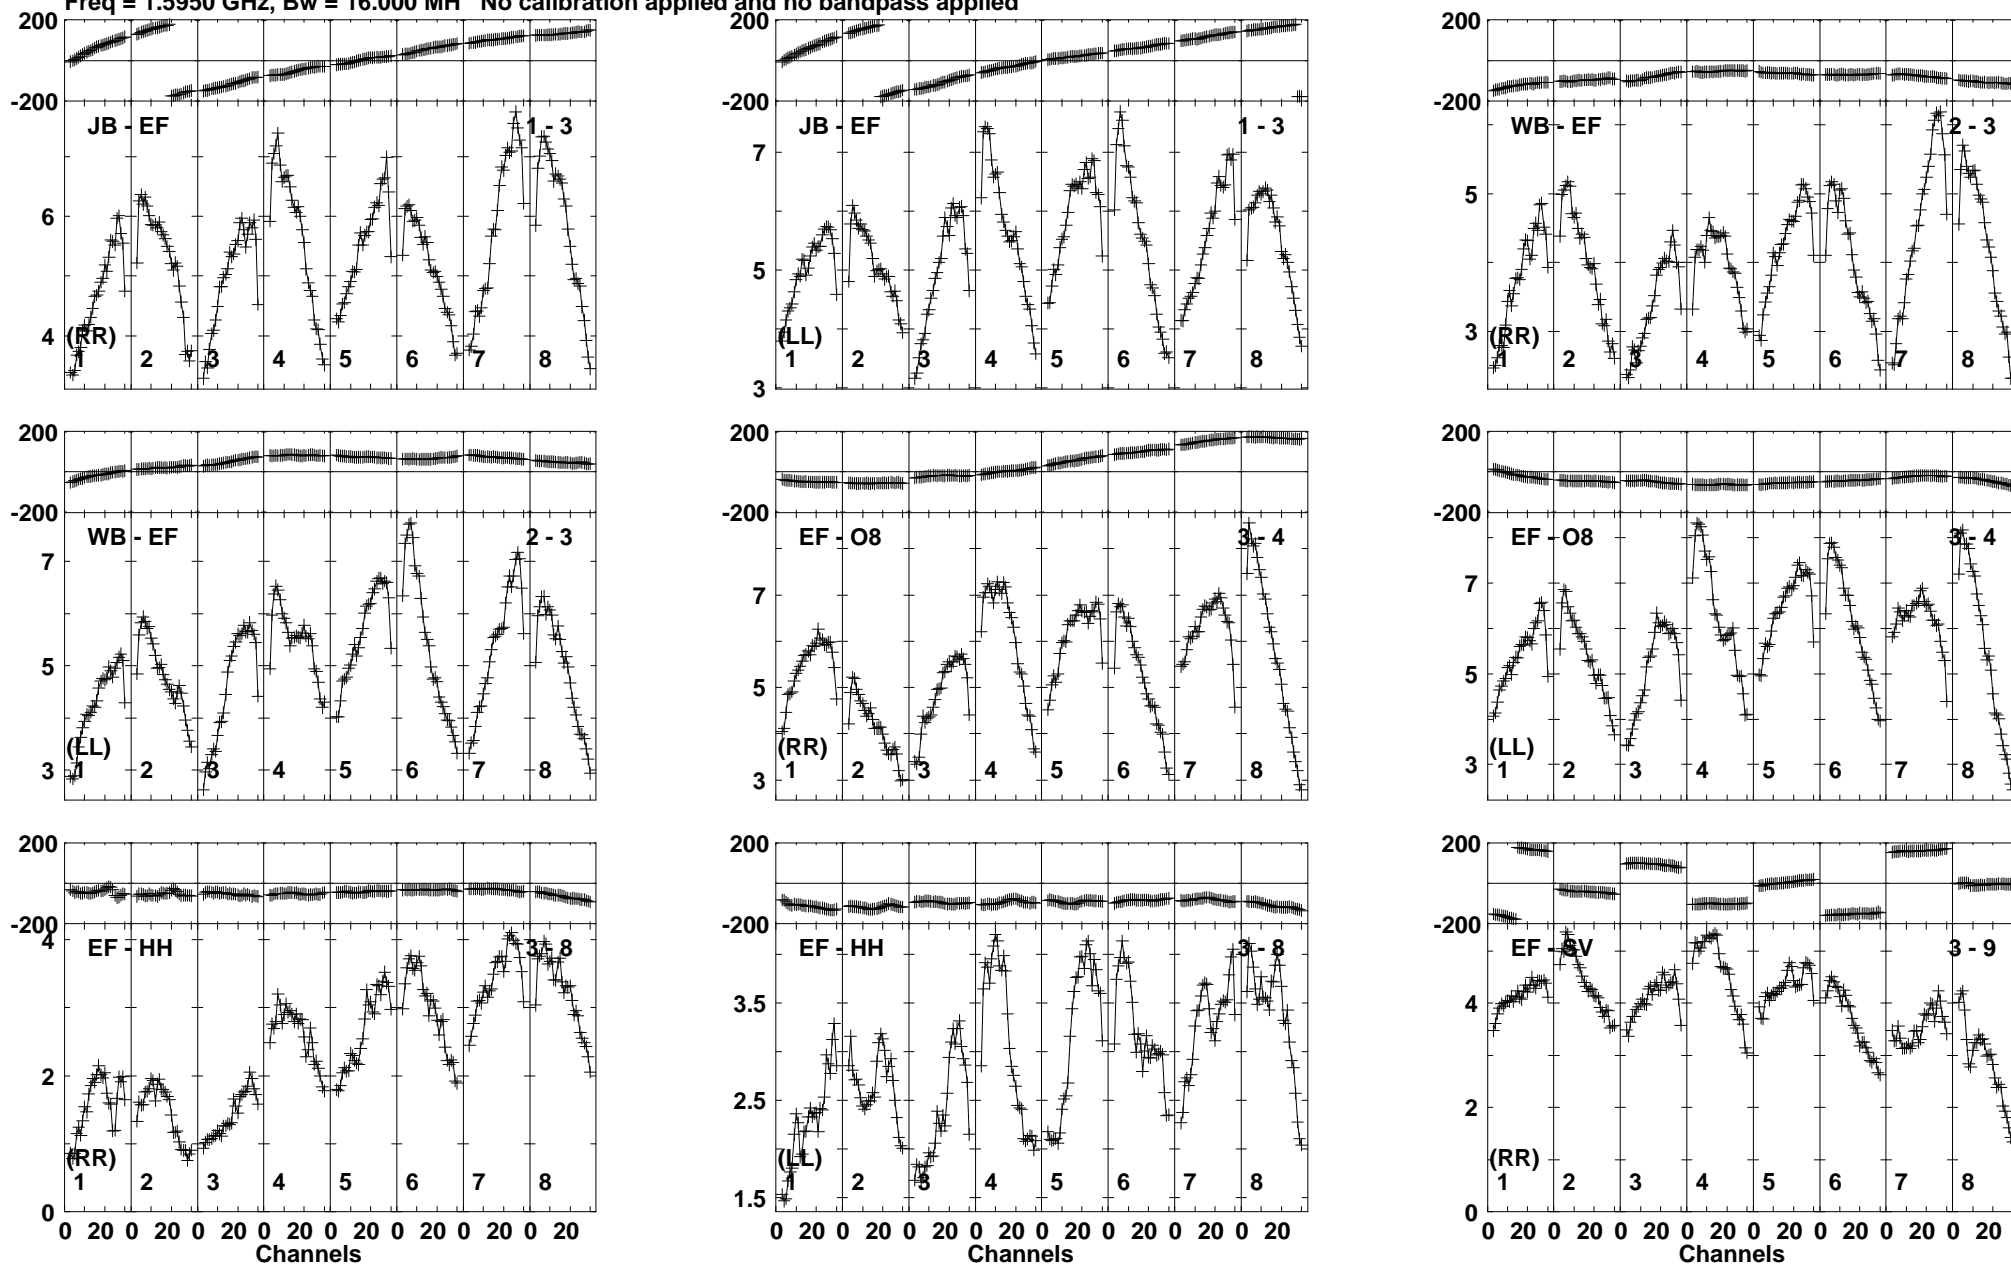 Freq = 1.5950 GHz, Bw = 16.000 MH No calibration applied and no bandpass applied
200 200 200
-200 -200 -200
JB - EF 1 - 3 JB - EF 1 - 3 WB - EF 2 - 3
7 5
6 5
4 3
(RR) (LL) (RR)
1 2 3 4 5 6 7 8 1 2 3 4 5 6 7 8 1 2 3 4 5 6 7 8
3
200 200 200
-200 -200 -200
WB - EF 2 - 3 EF - O8 3 - 4 EF - O8 3 - 4
7 7 7
5 5 5
(LL) (RR) (LL)
3 1 2 3 4 5 6 7 8 3 1 2 3 4 5 6 7 8 3 1 2 3 4 5 6 7 8
200 200 200
-200 -200 -200
4 EF - HH 3 - 8 EF - HH 3 - 8 EF - SV 3 - 9
3.5 4
2 2.5 2
(RR) (LL) (RR)
1 2 3 4 5 6 7 8 1 2 3 4 5 6 7 8 1 2 3 4 5 6 7 8
0 1.5 0
0 20 0 20 0 20 0 20 0 20 0 20 0 20 0 20 0 20 0 20 0 20 0 20 0 20 0 20 0 20 0 20 0 20 0 20 0 20 0 20 0 20 0 20 0 20 0 20
Channels Channels Channels